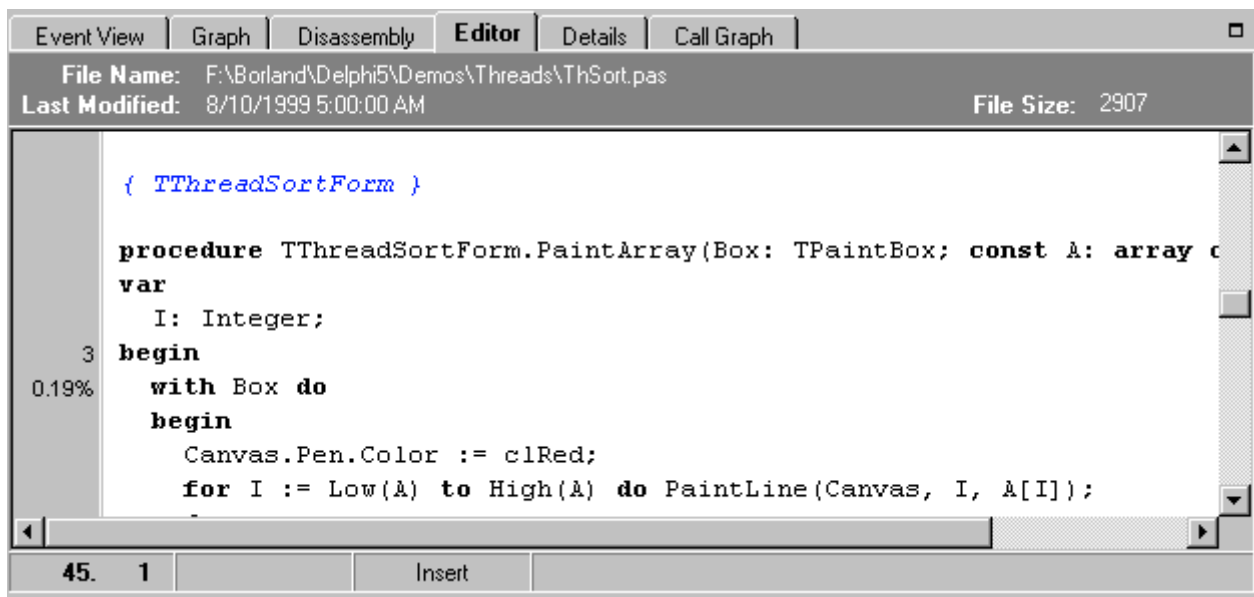 Event View Graph Disassembly Editor Details Call Graph
File Name: F:\Borland\Delphi5\Demos\Threads\ThSort.pas
Last Modified: 8/10/1999 5:00:00 AM File Size: 2907
{ TThreadSortForm }
procedure TThreadSortForm.PaintArray(Box: TPaintBox; const A: array
var
I: Integer;
3 begin
0.19% with Box do
begin
Canvas.Pen.Color := clRed;
for I := Low(A) to High(A) do PaintLine(Canvas, I, A[I]);
45. 1 Insert